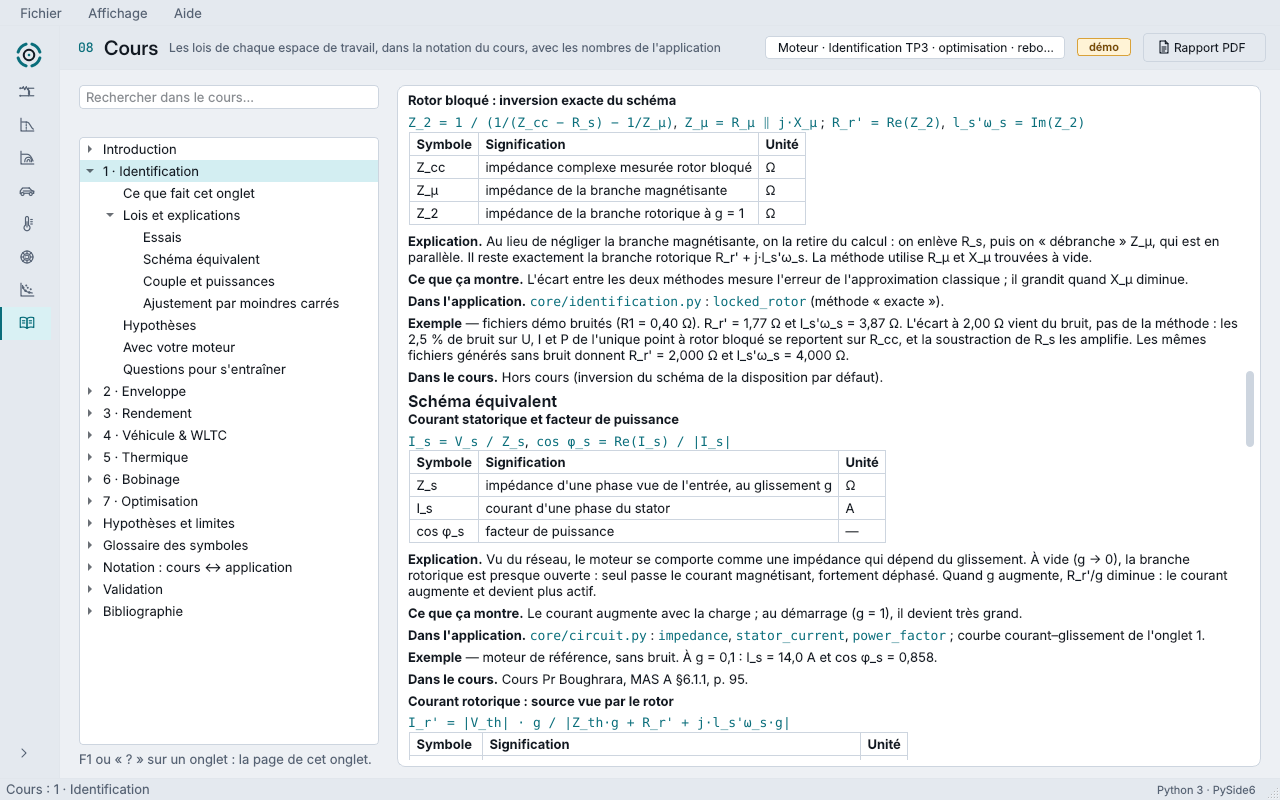 Fichier Affichage Aide
08 Cours Les lois de chaque espace de travail, dans la notation du cours, avec les nombres de l'application
Moteur · Identification TP3 · optimisation · rebo...
démo
Rapport PDF
Rechercher dans le cours...
Introduction
1 · Identification
Ce que fait cet onglet
Lois et explications
Essais
Schéma équivalent
Couple et puissances
Ajustement par moindres carrés
Hypothèses
Avec votre moteur
Questions pour s'entraîner
2 · Enveloppe
3 · Rendement
4 · Véhicule & WLTC
5 · Thermique
6 · Bobinage
7 · Optimisation
Hypothèses et limites
Glossaire des symboles
Notation : cours ↔ application
Validation
Bibliographie
F1 ou « ? » sur un onglet : la page de cet onglet.
Rotor bloqué : inversion exacte du schéma
Z_2 = 1 / (1/(Z_cc − R_s) − 1/Z_μ), Z_μ = R_μ ∥ j·X_μ ; R_r' = Re(Z_2), l_s'ω_s = Im(Z_2)
Symbole Signification Unité
Z_cc impédance complexe mesurée rotor bloqué Ω
Z_μ impédance de la branche magnétisante Ω
Z_2 impédance de la branche rotorique à g = 1 Ω
Explication. Au lieu de négliger la branche magnétisante, on la retire du calcul : on enlève R_s, puis on « débranche » Z_μ, qui est en
parallèle. Il reste exactement la branche rotorique R_r' + j·l_s'ω_s. La méthode utilise R_μ et X_μ trouvées à vide.
Ce que ça montre. L'écart entre les deux méthodes mesure l'erreur de l'approximation classique ; il grandit quand X_μ diminue.
Dans l'application. core/identification.py : locked_rotor (méthode « exacte »).
Exemple — fichiers démo bruités (R1 = 0,40 Ω). R_r' = 1,77 Ω et l_s'ω_s = 3,87 Ω. L'écart à 2,00 Ω vient du bruit, pas de la méthode : les
2,5 % de bruit sur U, I et P de l'unique point à rotor bloqué se reportent sur R_cc, et la soustraction de R_s les amplifie. Les mêmes
fichiers générés sans bruit donnent R_r' = 2,000 Ω et l_s'ω_s = 4,000 Ω.
Dans le cours. Hors cours (inversion du schéma de la disposition par défaut).
Schéma équivalent
Courant statorique et facteur de puissance
I_s = V_s / Z_s, cos φ_s = Re(I_s) / |I_s|
Symbole Signification Unité
Z_s impédance d'une phase vue de l'entrée, au glissement g Ω
I_s courant d'une phase du stator A
cos φ_s facteur de puissance —
Explication. Vu du réseau, le moteur se comporte comme une impédance qui dépend du glissement. À vide (g → 0), la branche
rotorique est presque ouverte : seul passe le courant magnétisant, fortement déphasé. Quand g augmente, R_r'/g diminue : le courant
augmente et devient plus actif.
Ce que ça montre. Le courant augmente avec la charge ; au démarrage (g = 1), il devient très grand.
Dans l'application. core/circuit.py : impedance, stator_current, power_factor ; courbe courant–glissement de l'onglet 1.
Exemple — moteur de référence, sans bruit. À g = 0,1 : I_s = 14,0 A et cos φ_s = 0,858.
Dans le cours. Cours Pr Boughrara, MAS A §6.1.1, p. 95.
Courant rotorique : source vue par le rotor
I_r' = |V_th| · g / |Z_th·g + R_r' + j·l_s'ω_s·g|
Symbole Signification Unité
Cours : 1 · Identification
Python 3 · PySide6